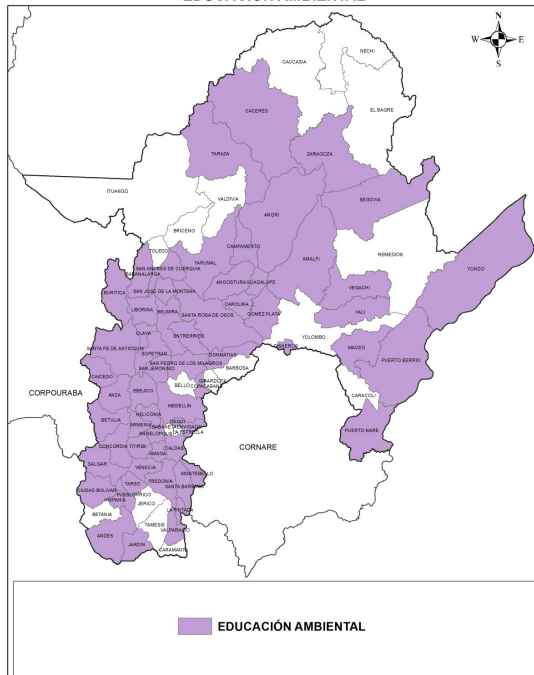 EDUCACIÓN AMBIENTAL
N
W E
S
NECHI
CAUCASIA
EL BAGRE
CACERES
TARAZA
ZARAGOZA
ITUANGO
SEGOVIA
VALDIVIA
ANORI
BRICENO
TOLEDO
YARUMAL
CAMPAMENTO
AMALFI
REMEDIOS
YONDO
SAN ANDRES DE CUERQUIA
SABANALARGA
ANGOSTURA
GUADALUPE
VEGACHI
BURITICA
SAN JOSE DE LA MONTANA
CAROLINA
LIBORINA
BELMIRA
SANTA ROSA DE OSOS
GOMEZ PLATA
YALI
OLAYA
ENTRERRIOS
YOLOMBO
CISNEROS
MACEO
SANTA FE DE ANTIOQUIA
SOPETRAN
DONMATIAS
PUERTO BERRIO
SAN PEDRO DE LOS MILAGROS
SAN JERONIMO
BARBOSA
CAICEDO
GIRARDOTA
COPACABANA
BELLO
CORPOURABA
ANZA
EBEJICO
CARACOLI
MEDELLIN
HELICONIA
BETULIA
ARMENIA
ITAGUI
SABANETA
ENVIGADO
LA ESTRELLA
ANGELOPOLIS
PUERTO NARE
CONCORDIA
TITIRIBI
CALDAS
CORNARE
AMAGA
SALGAR
VENECIA
MONTEBELLO
FREDONIA
TARSO
SANTA BARBARA
CIUDAD BOLIVAR
PUEBLORRICO
HISPANIA
JERICO
LA PINTADA
BETANIA
TAMESIS
VALPARAISO
ANDES
JARDIN
CARAMANTA
EDUCACIÓN AMBIENTAL